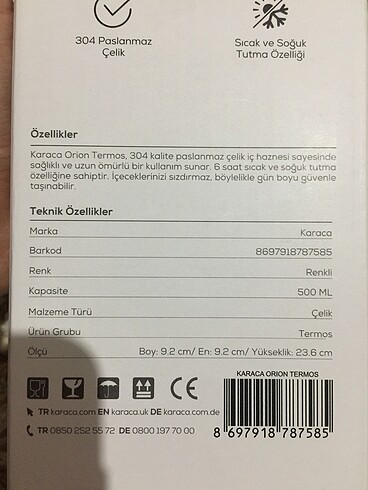 304 Paslanmaz
Çelik
Sıcak ve Soğuk
Tutma Özelliği
Özellikler
Karaca Orion Termos, 304 kalite paslanmaz çelik iç haznesi sayesinde
sağlıklı ve uzun ömürlü bir kullanım sunar. 6 saat sıcak ve soğuk tutma
özelliğine sahiptir. İçeceklerinizi sızdırmaz, böylelikle gün boyu güvenle
taşınabilir.
Teknik Özellikler
Marka Karaca
Barkod 8697918787585
Renk Renkli
Kapasite 500 ML
Malzeme Türü Çelik
Ürün Grubu Termos
Ölçü Boy: 9.2 cm/ En: 9.2 cm/ Yükseklik: 23.6 cm
CE
KARACA ORION TERMOS
TR karaca.com EN karaca.uk DE karaca.com.de
TR 0850 252 55 72 DE 0800 197 70 00
8 697918 787585